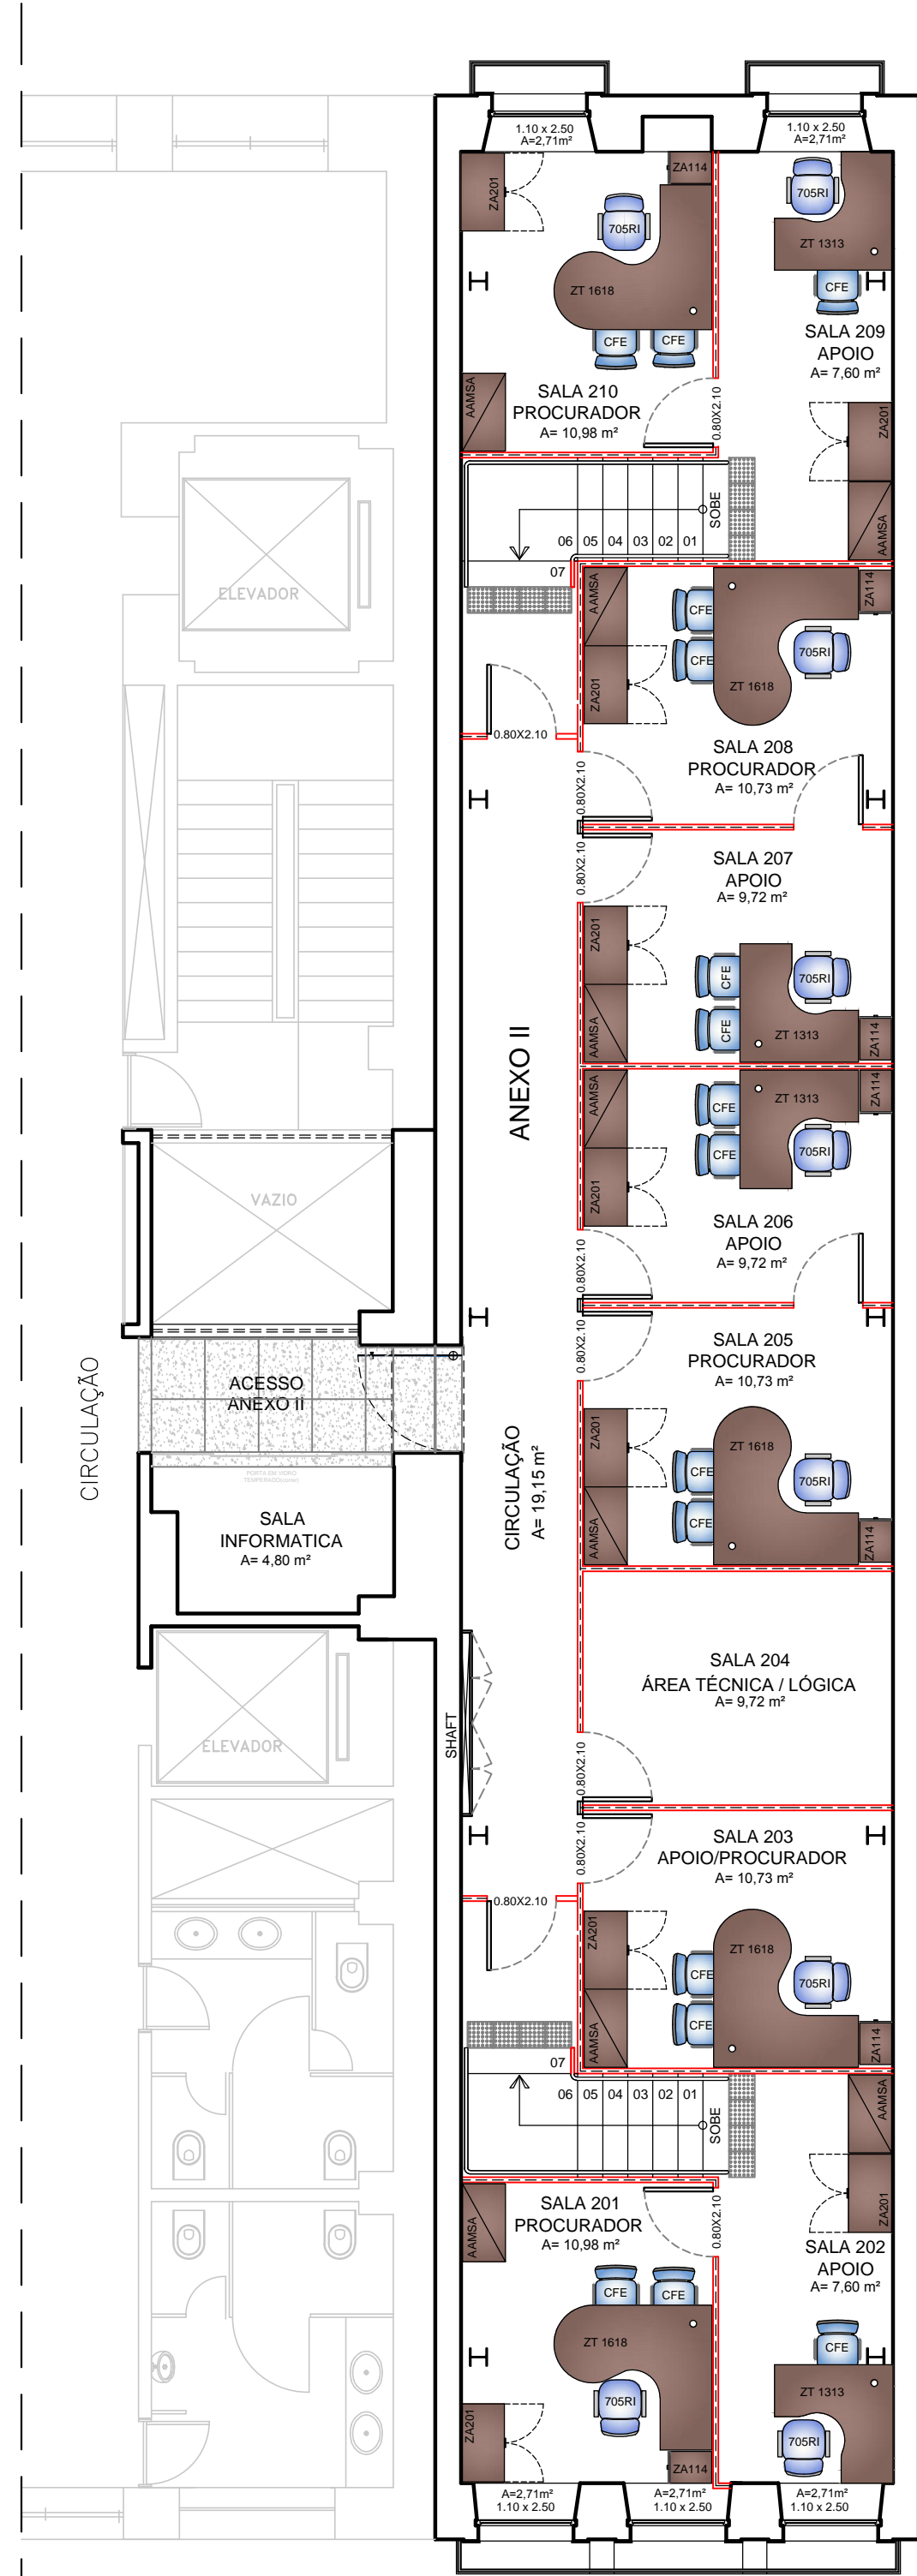 1.10 x 2.50
A=2,71m²
1.10 x 2.50
A=2,71m²
ZA201
ZA114
705RI
705RI
ZT 1618
ZT 1313
CFE
CFE
CFE
SALA 209
APOIO
A= 7,60 m²
AAMSA
SALA 210
PROCURADOR
A= 10,98 m²
0.80X2.10
ZA201
AAMSA
SOBE
06 05 04 03 02 01
07
ELEVADOR
AAMSA
ZA201
CFE
CFE
ZT 1618
705RI
ZA114
0.80X2.10
SALA 208
PROCURADOR
A= 10,73 m²
0.80X2.10
0.80X2.10
SALA 207
APOIO
A= 9,72 m²
ZA201
AAMSA
CFE
CFE
705RI
ZT 1313
ZA114
ANEXO II
AAMSA
ZA201
CFE
CFE
ZT 1313
705RI
ZA114
VAZIO
SALA 206
APOIO
A= 9,72 m²
0.80X2.10
0.80X2.10
SALA 205
PROCURADOR
A= 10,73 m²
CIRCULAÇÃO
ACESSO
ANEXO II
PORTA EM VIDRO
TEMPERADO(correr)
SALA
INFORMATICA
A= 4,80 m²
CIRCULAÇÃO
A= 19,15 m²
ZA201
AAMSA
ZT 1618
CFE
CFE
705RI
ZA114
SALA 204
ÁREA TÉCNICA / LÓGICA
A= 9,72 m²
SHAFT
ELEVADOR
0.80X2.10
0.80X2.10
SALA 203
APOIO/PROCURADOR
A= 10,73 m²
0.80X2.10
ZA201
AAMSA
ZT 1618
CFE
CFE
705RI
ZA114
07
06 05 04 03 02 01
SOBE
AAMSA
ZA201
SALA 201
PROCURADOR
A= 10,98 m²
AAMSA
0.80X2.10
SALA 202
APOIO
A= 7,60 m²
CFE
CFE
CFE
ZT 1618
ZT 1313
705RI
705RI
ZA201
ZA114
A=2,71m²
1.10 x 2.50
A=2,71m²
1.10 x 2.50
A=2,71m²
1.10 x 2.50